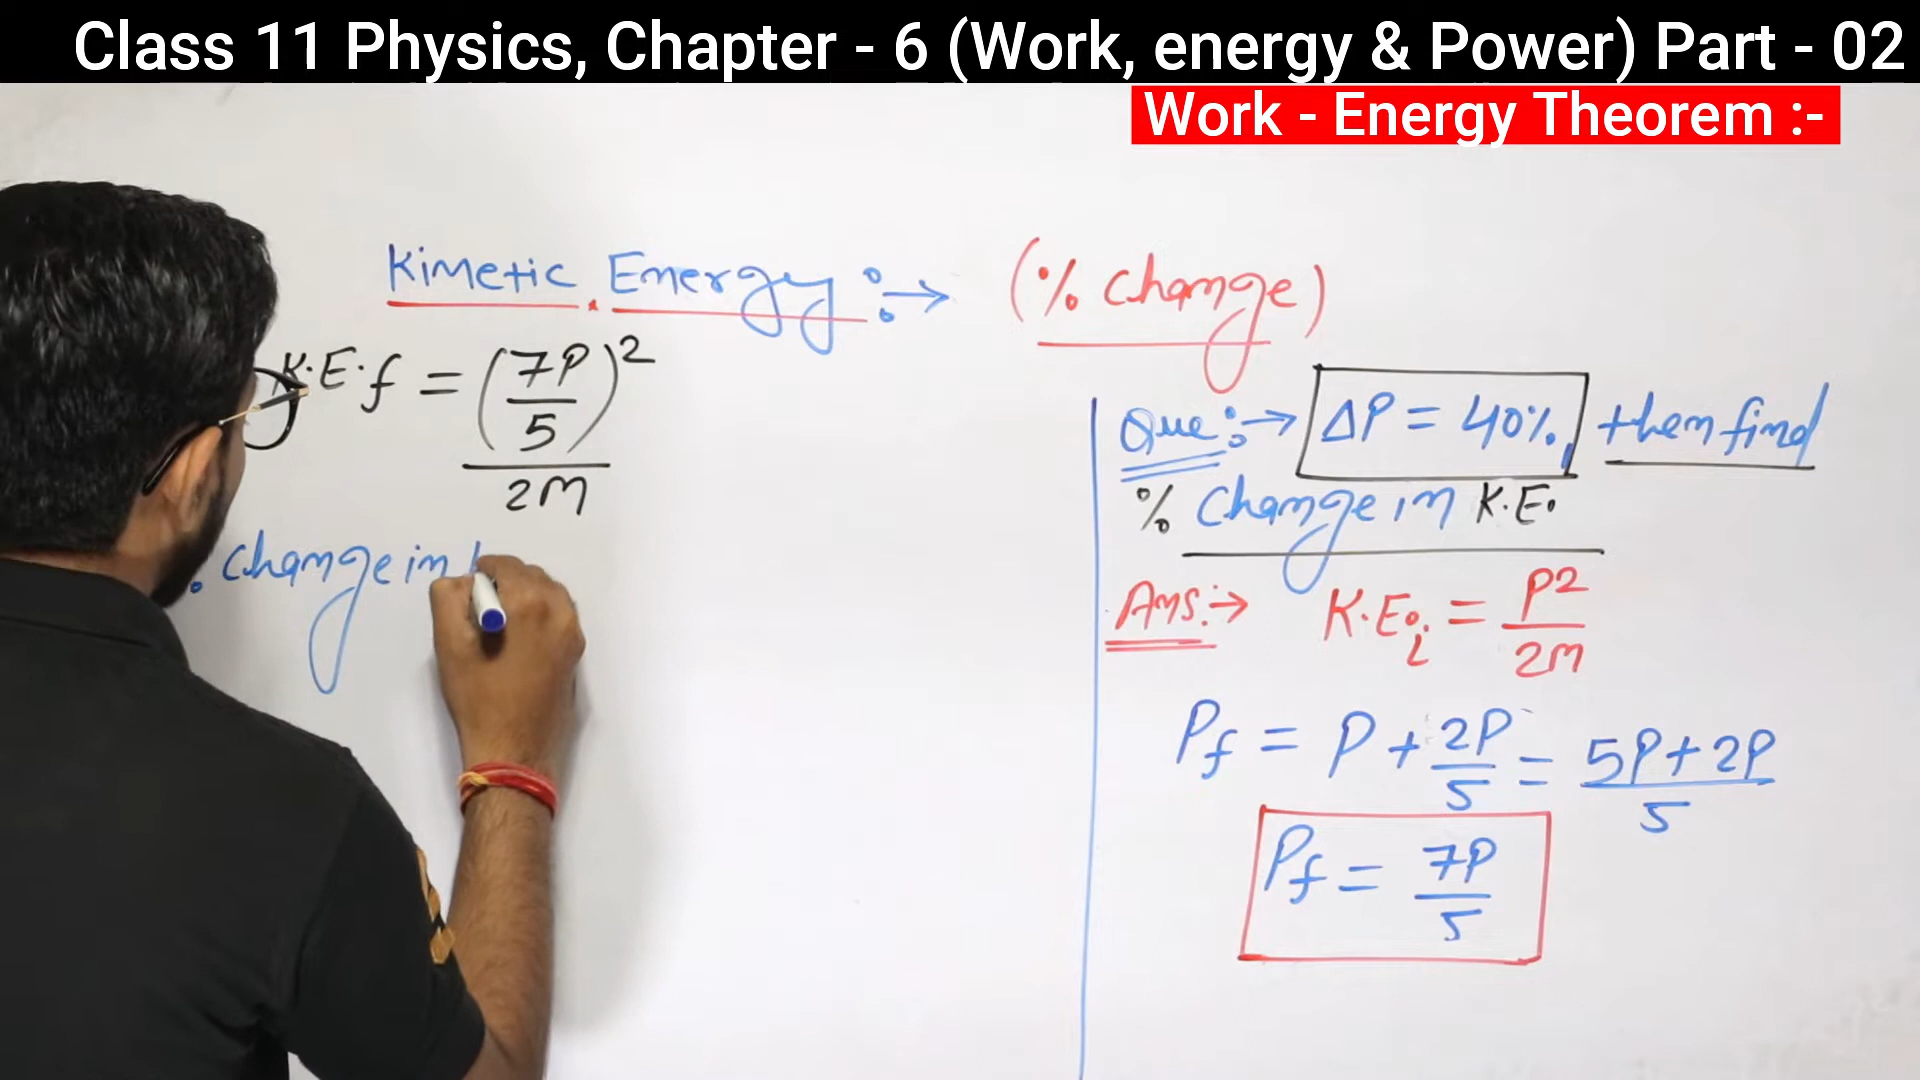 Class 11 Physics, Chapter - 6 (Work, energy & Power) Part - 02
Work - Energy Theorem :-
Kinetic Energy :→ (% Change)
K.E.f = (7P/5)²/2M
. Change in
Que :→ ΔP = 40% then find
% Change in K.E.
Ans :→ K.E.i = P²/2M
Pf = P + 2P/5 = 5P + 2P/5
Pf = 7P/5